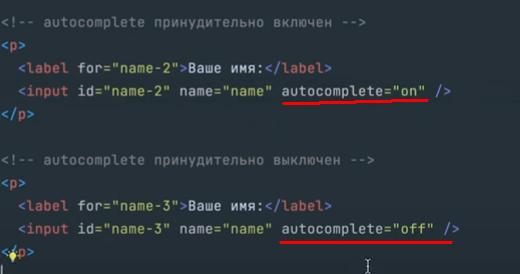 <!-- autocomplete принудительно включен -->
<p>
<label for="name-2">Ваше имя:</label>
<input id="name-2" name="name" autocomplete="on" />
</p>
<!-- autocomplete принудительно выключен -->
<p>
<label for="name-3">Ваше имя:</label>
<input id="name-3" name="name" autocomplete="off" />
</p>